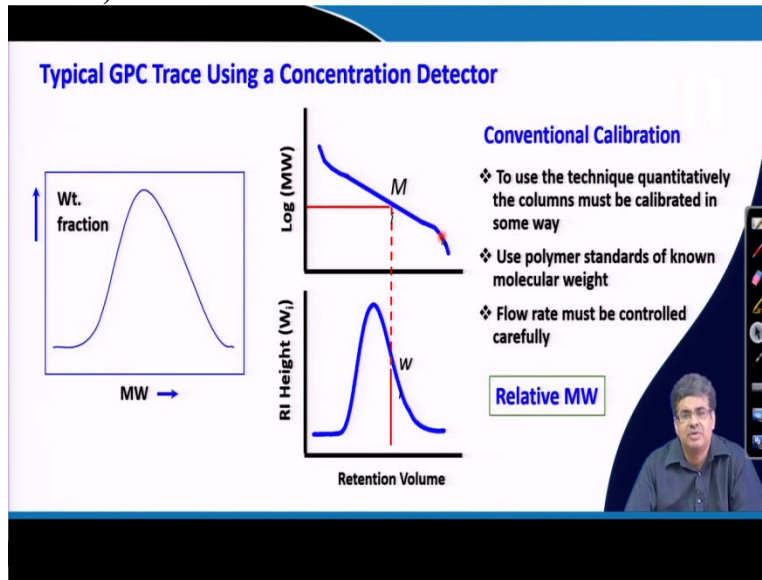 Typical GPC Trace Using a Concentration Detector
Wt.
fraction
MW
Log (MW)
M
RI Height (Wi)
W
Retention Volume
Conventional Calibration
❖ To use the technique quantitatively
the columns must be calibrated in
some way
❖ Use polymer standards of known
molecular weight
❖ Flow rate must be controlled
carefully
Relative MW